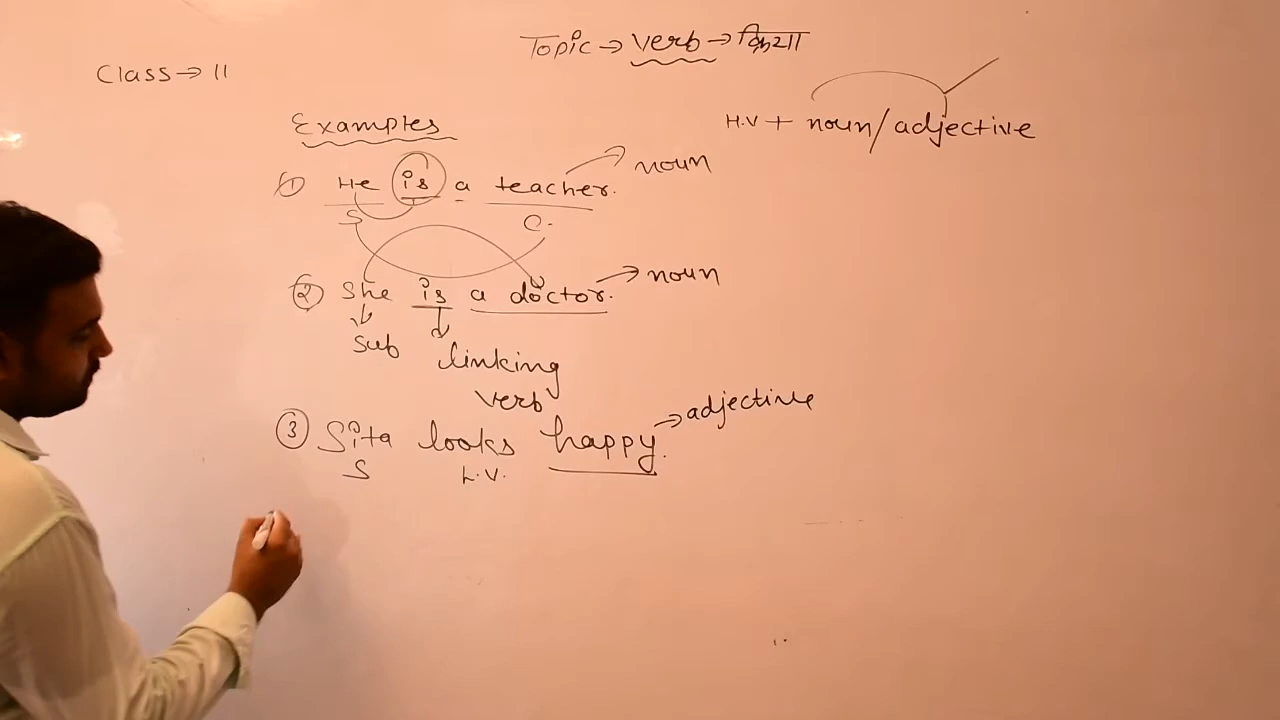 Topic → verb → क्रिया
Class → 11
H.V + noun/adjective
Examples
① He is a teacher. → noun
S C.
② She is a doctor. → noun
sub linking
verb
③ Sita looks happy. → adjective
S L.V.